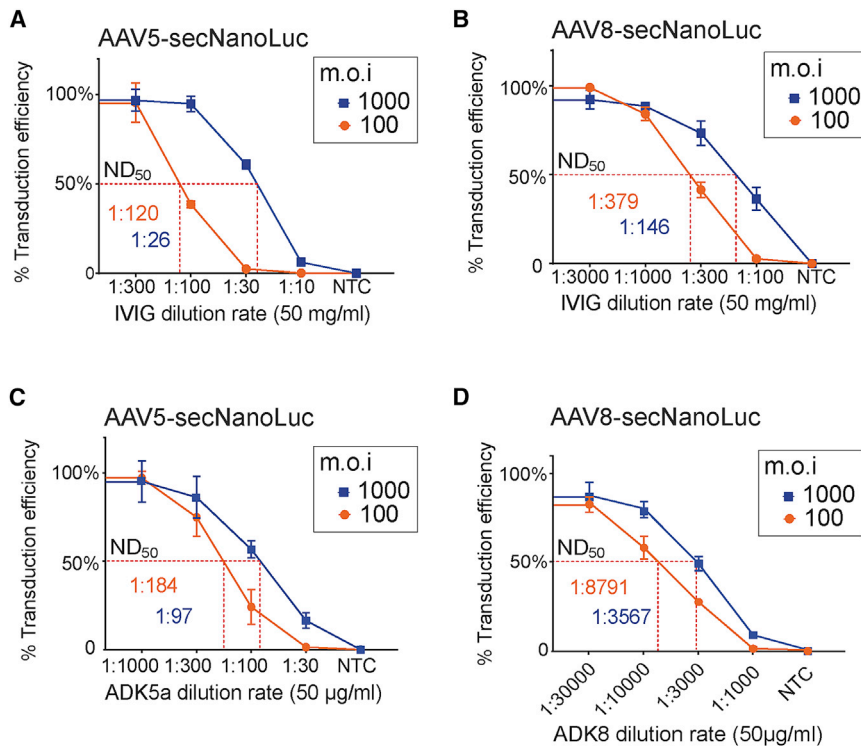 A
AAV5-secNanoLuc
m.o.i
1000
100
% Transduction efficiency
100%
50%
0
ND50
1:120
1:26
1:300 1:100 1:30 1:10 NTC
IVIG dilution rate (50 mg/ml)
B
AAV8-secNanoLuc
m.o.i
1000
100
% Transduction efficiency
100%
50%
0
ND50
1:379
1:146
1:3000 1:1000 1:300 1:100 NTC
IVIG dilution rate (50 mg/ml)
C
AAV5-secNanoLuc
m.o.i
1000
100
% Transduction efficiency
100%
50%
0
ND50
1:184
1:97
1:1000 1:300 1:100 1:30 NTC
ADK5a dilution rate (50 µg/ml)
D
AAV8-secNanoLuc
m.o.i
1000
100
% Transduction efficiency
100%
50%
0
ND50
1:8791
1:3567
1:30000 1:10000 1:3000 1:1000 NTC
ADK8 dilution rate (50µg/ml)